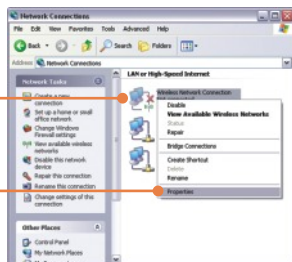 Network Connections
File Edit View Favorites Tools Advanced Help
Back Search Folders
Address Network Connections
Network Tasks
Create a new connection
Set up a home or small office network
Change Windows Firewall settings
View available wireless networks
Disable this network device
Repair this connection
Rename this connection
Change settings of this connection
Other Places
Control Panel
My Network Places
LAN or High-Speed Internet
Wireless Network Connection
Disable
View Available Wireless Networks
Status
Repair
Bridge Connections
Create Shortcut
Delete
Rename
Properties